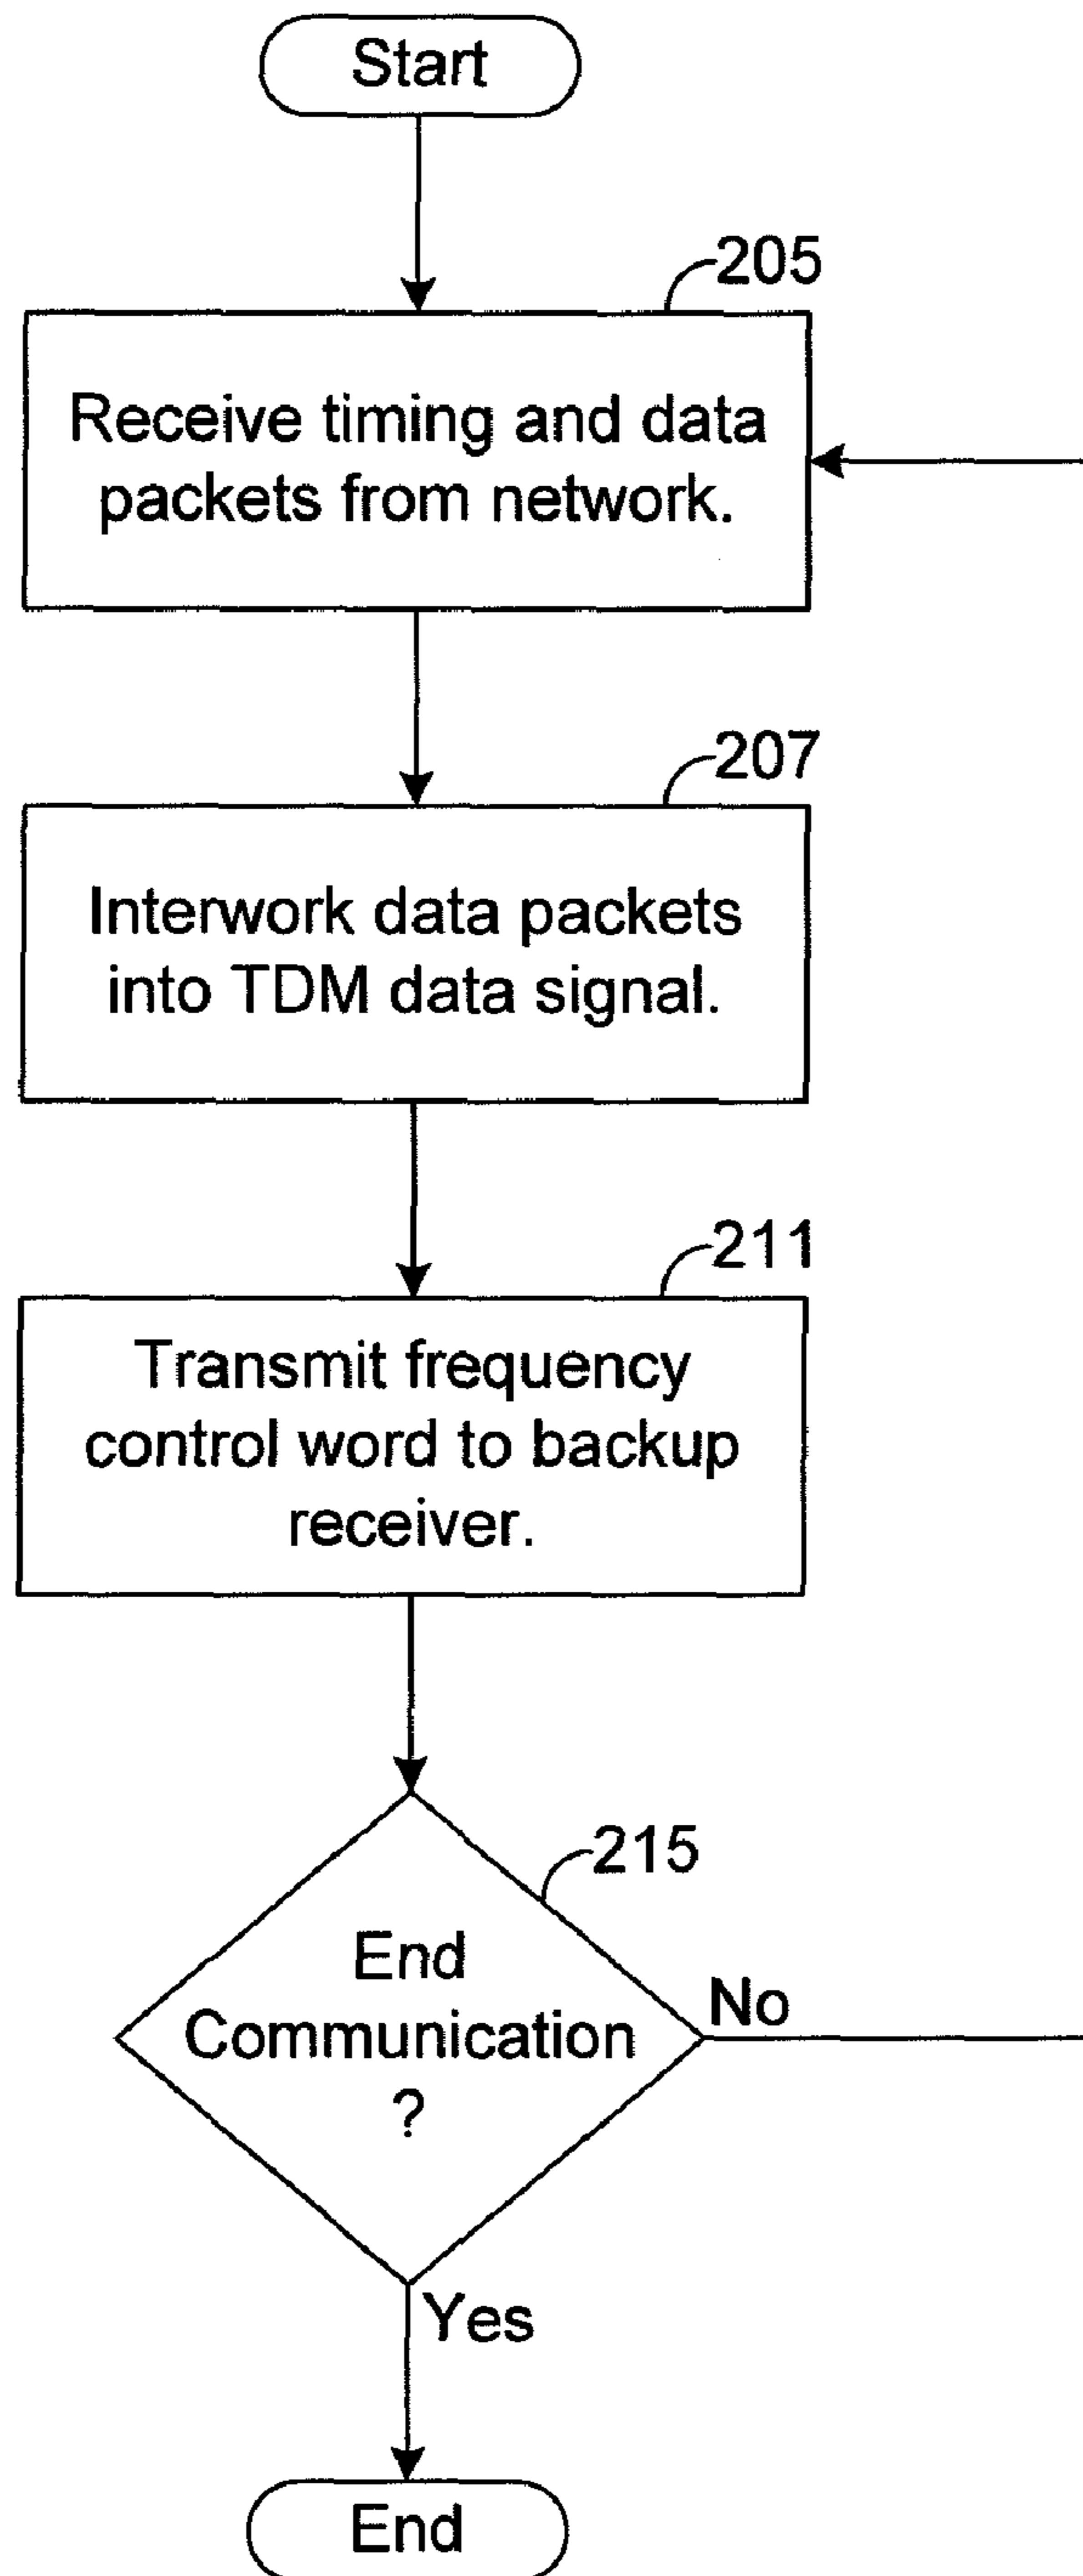 Start
205
Receive timing and data
packets from network.
207
Interwork data packets
into TDM data signal.
211
Transmit frequency
control word to backup
receiver.
215
End
Communication
?
No
Yes
End